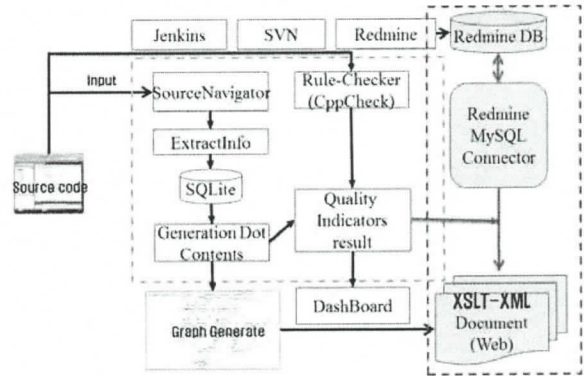 Jenkins
SVN
Redmine
Redmine DB
Input
SourceNavigator
Rule-Checker
(CppCheck)
Redmine
MySQL
Connector
ExtractInfo
Source code
SQLite
Quality
Indicators
result
Generation Dot
Contents
Graph Generate
DashBoard
XSLT-XML
Document
(Web)